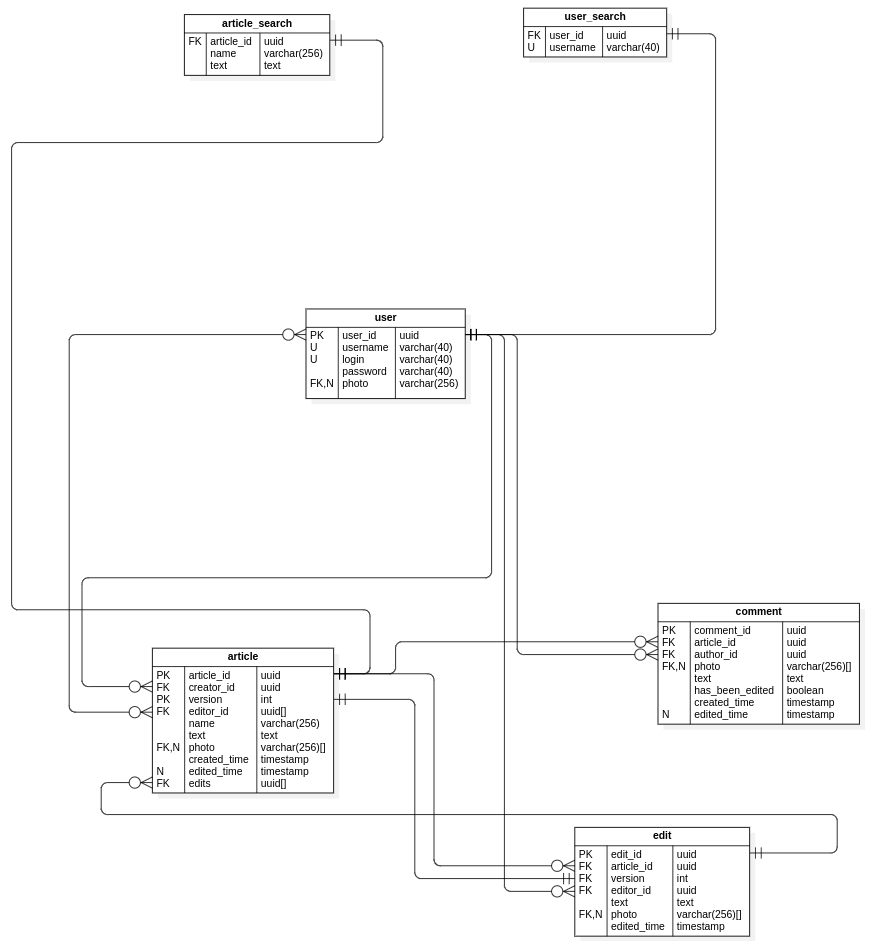 article_search
FK article_id uuid
name varchar(256)
text text
user_search
FK user_id uuid
U username varchar(40)
user
PK user_id uuid
U username varchar(40)
U login varchar(40)
password varchar(40)
FK,N photo varchar(256)
comment
PK comment_id uuid
FK article_id uuid
FK author_id uuid
FK,N photo varchar(256)[]
text text
has_been_edited boolean
created_time timestamp
N edited_time timestamp
article
PK article_id uuid
FK creator_id uuid
PK version int
FK editor_id uuid[]
name varchar(256)
text text
FK,N photo varchar(256)[]
created_time timestamp
N edited_time timestamp
FK edits uuid[]
edit
PK edit_id uuid
FK article_id uuid
FK version int
FK editor_id uuid
text text
FK,N photo varchar(256)[]
edited_time timestamp